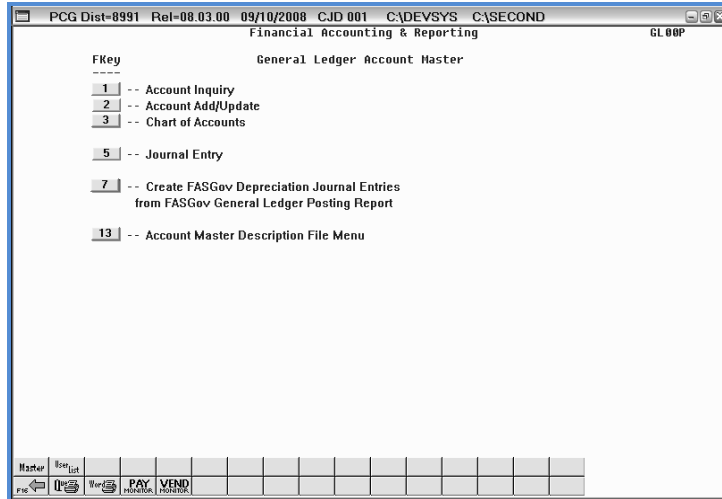 PCG Dist=8991 Rel=08.03.00 09/10/2008 CJD 001 C:\DEVSYS C:\SECOND
Financial Accounting & Reporting GL00P
FKey General Ledger Account Master
----
1 -- Account Inquiry
2 -- Account Add/Update
3 -- Chart of Accounts
5 -- Journal Entry
7 -- Create FASGov Depreciation Journal Entries
from FASGov General Ledger Posting Report
13 -- Account Master Description File Menu
Master User List
F16 Que Word PAY MONITOR VEND MONITOR